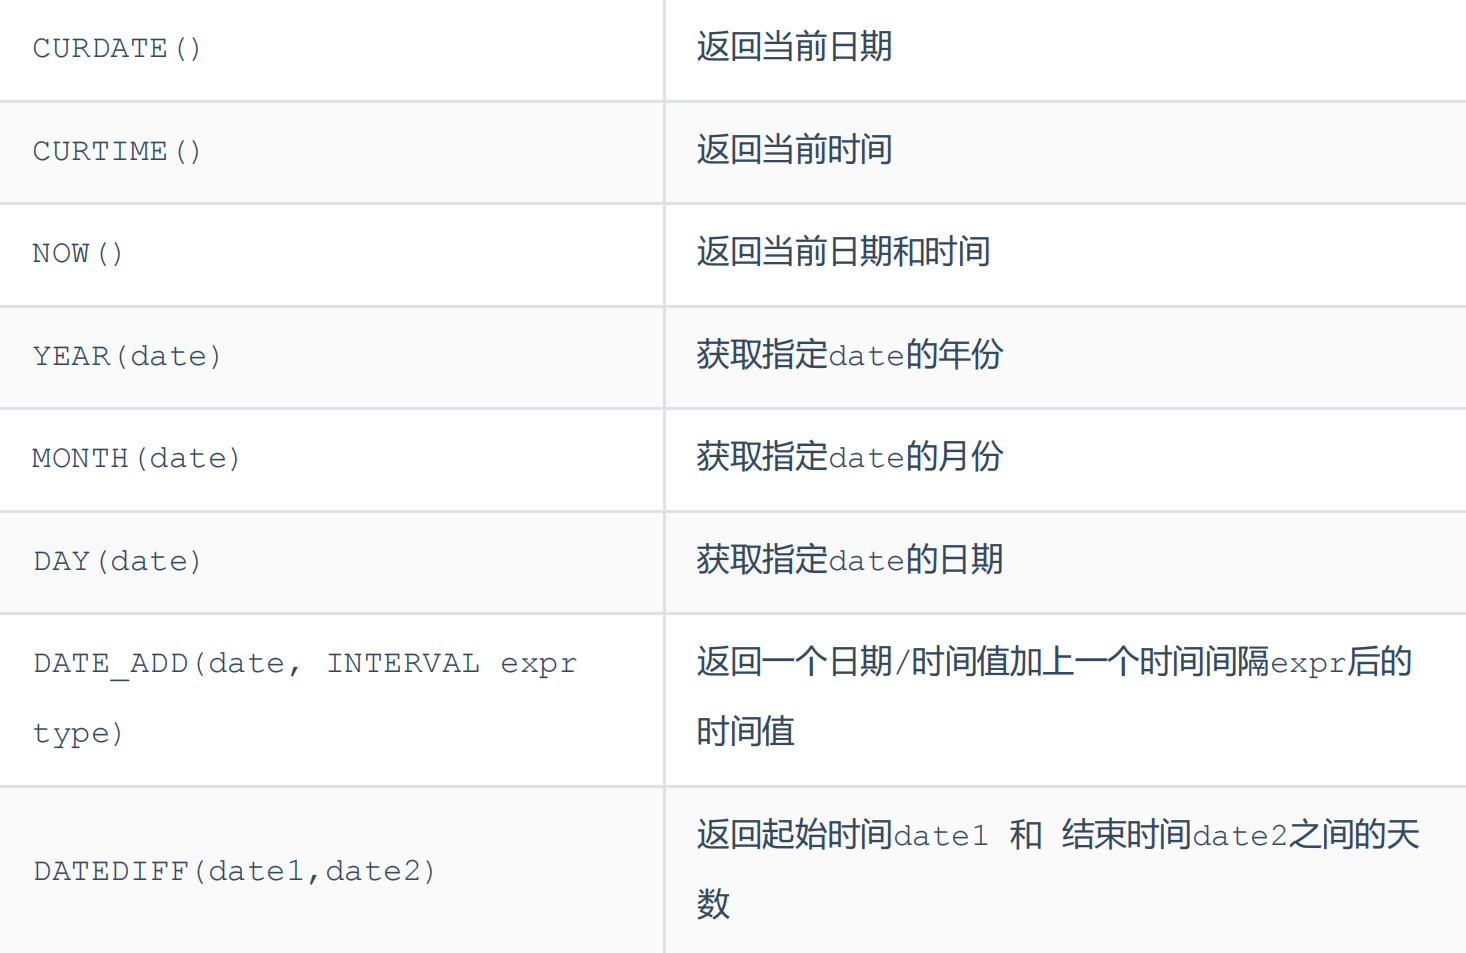 CURDATE()
返回当前日期
CURTIME()
返回当前时间
NOW()
返回当前日期和时间
YEAR(date)
获取指定date的年份
MONTH(date)
获取指定date的月份
DAY(date)
获取指定date的日期
DATE_ADD(date, INTERVAL expr
type)
返回一个日期/时间值加上一个时间间隔expr后的
时间值
DATEDIFF(date1,date2)
返回起始时间date1 和 结束时间date2之间的天
数